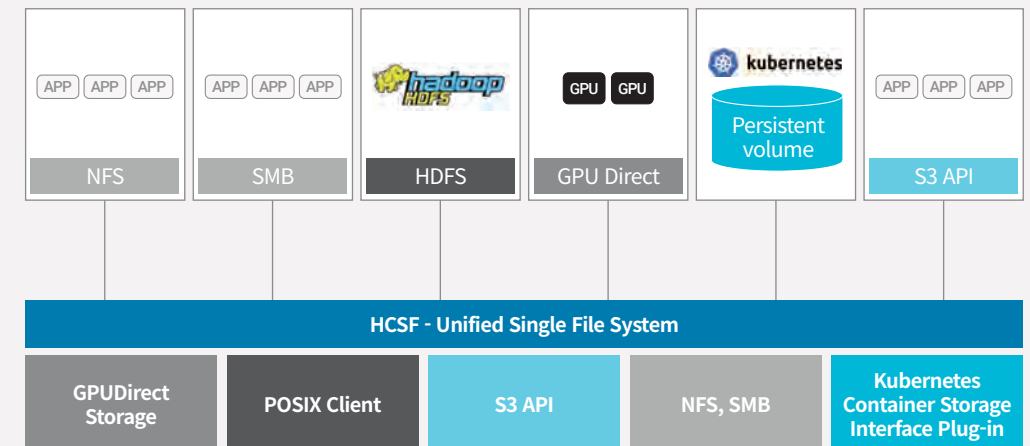 APP APP APP
NFS
APP APP APP
SMB
hadoop
HDFS
HDFS
GPU GPU
GPU Direct
kubernetes
Persistent
volume
APP APP APP
S3 API
HCSF - Unified Single File System
GPUDirect
Storage
POSIX Client
S3 API
NFS, SMB
Kubernetes
Container Storage
Interface Plug-in